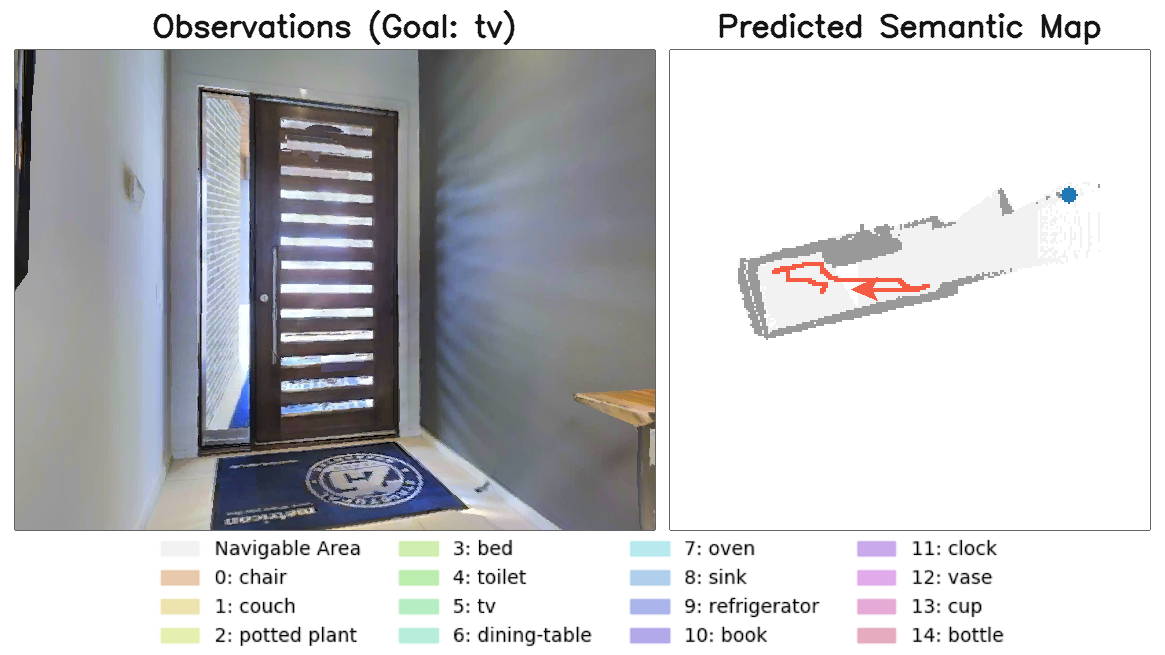 Observations (Goal: tv)
Predicted Semantic Map
metricon
Navigable Area
0: chair
1: couch
2: potted plant
3: bed
4: toilet
5: tv
6: dining-table
7: oven
8: sink
9: refrigerator
10: book
11: clock
12: vase
13: cup
14: bottle